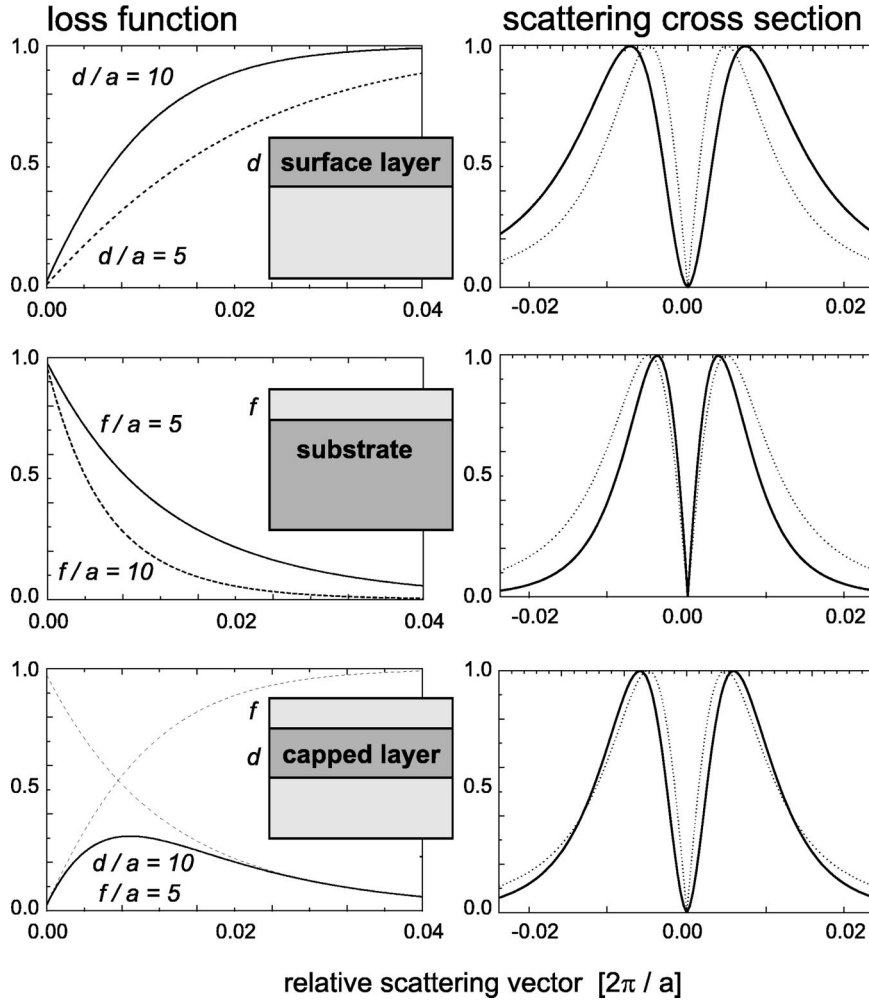 loss function
scattering cross section
1.0
0.5
0.0
d / a = 10
d / a = 5
d
surface layer
0.00
0.02
0.04
1.0
0.5
0.0
-0.02
0.00
0.02
1.0
0.5
0.0
f / a = 5
f / a = 10
f
substrate
0.00
0.02
0.04
1.0
0.5
0.0
-0.02
0.00
0.02
1.0
0.5
0.0
f
d
capped layer
d / a = 10
f / a = 5
0.00
0.02
0.04
1.0
0.5
0.0
-0.02
0.00
0.02
relative scattering vector [2π / a]